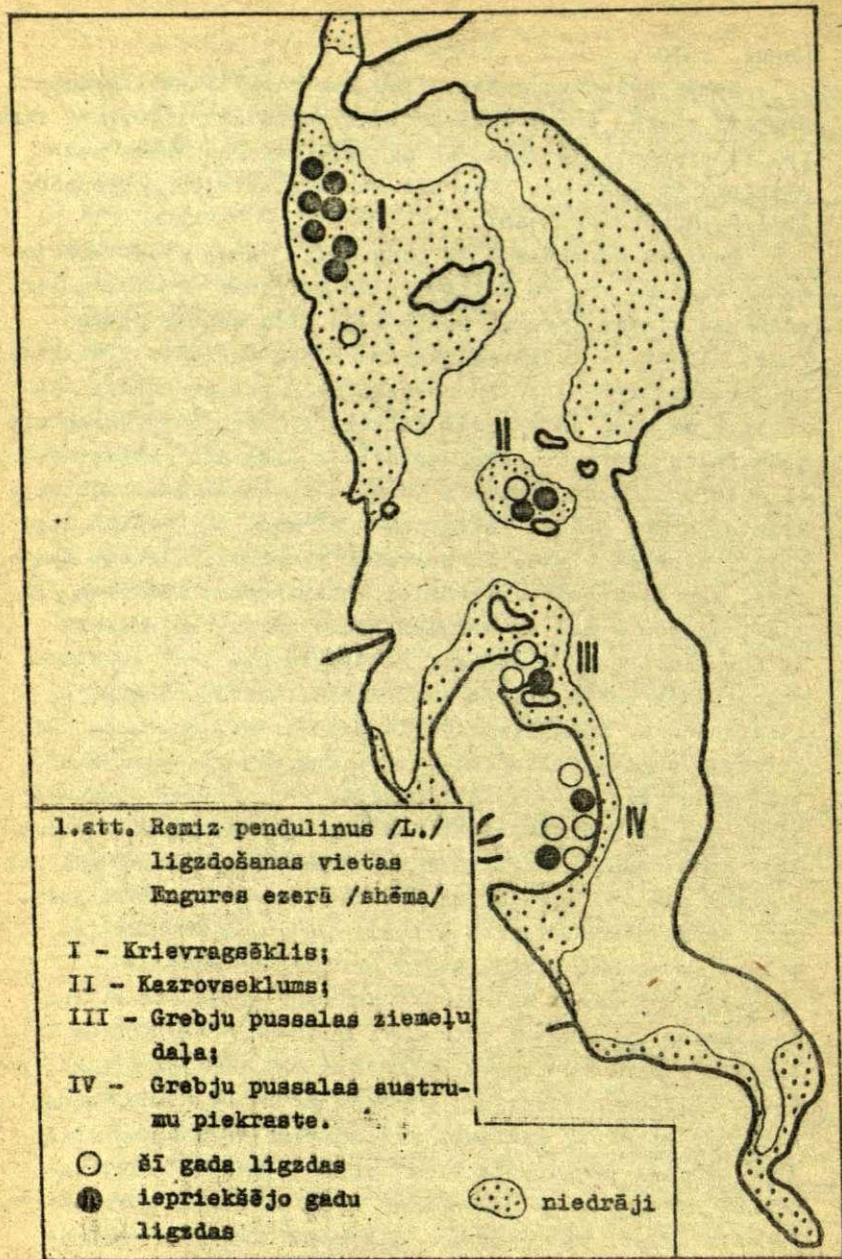 I
II
III
IV
1.att. Remiz pendulinus /L./
ligzdošanas vietas
Engures ezerā /shēma/
I - Krievragsēklis;
II - Kazrovseklums;
III - Grebju pussalas ziemeļu
daļa;
IV - Grebju pussalas austru-
mu piekraste.
šī gada ligzdas
iepriekšējo gadu
ligzdas
niedrāji